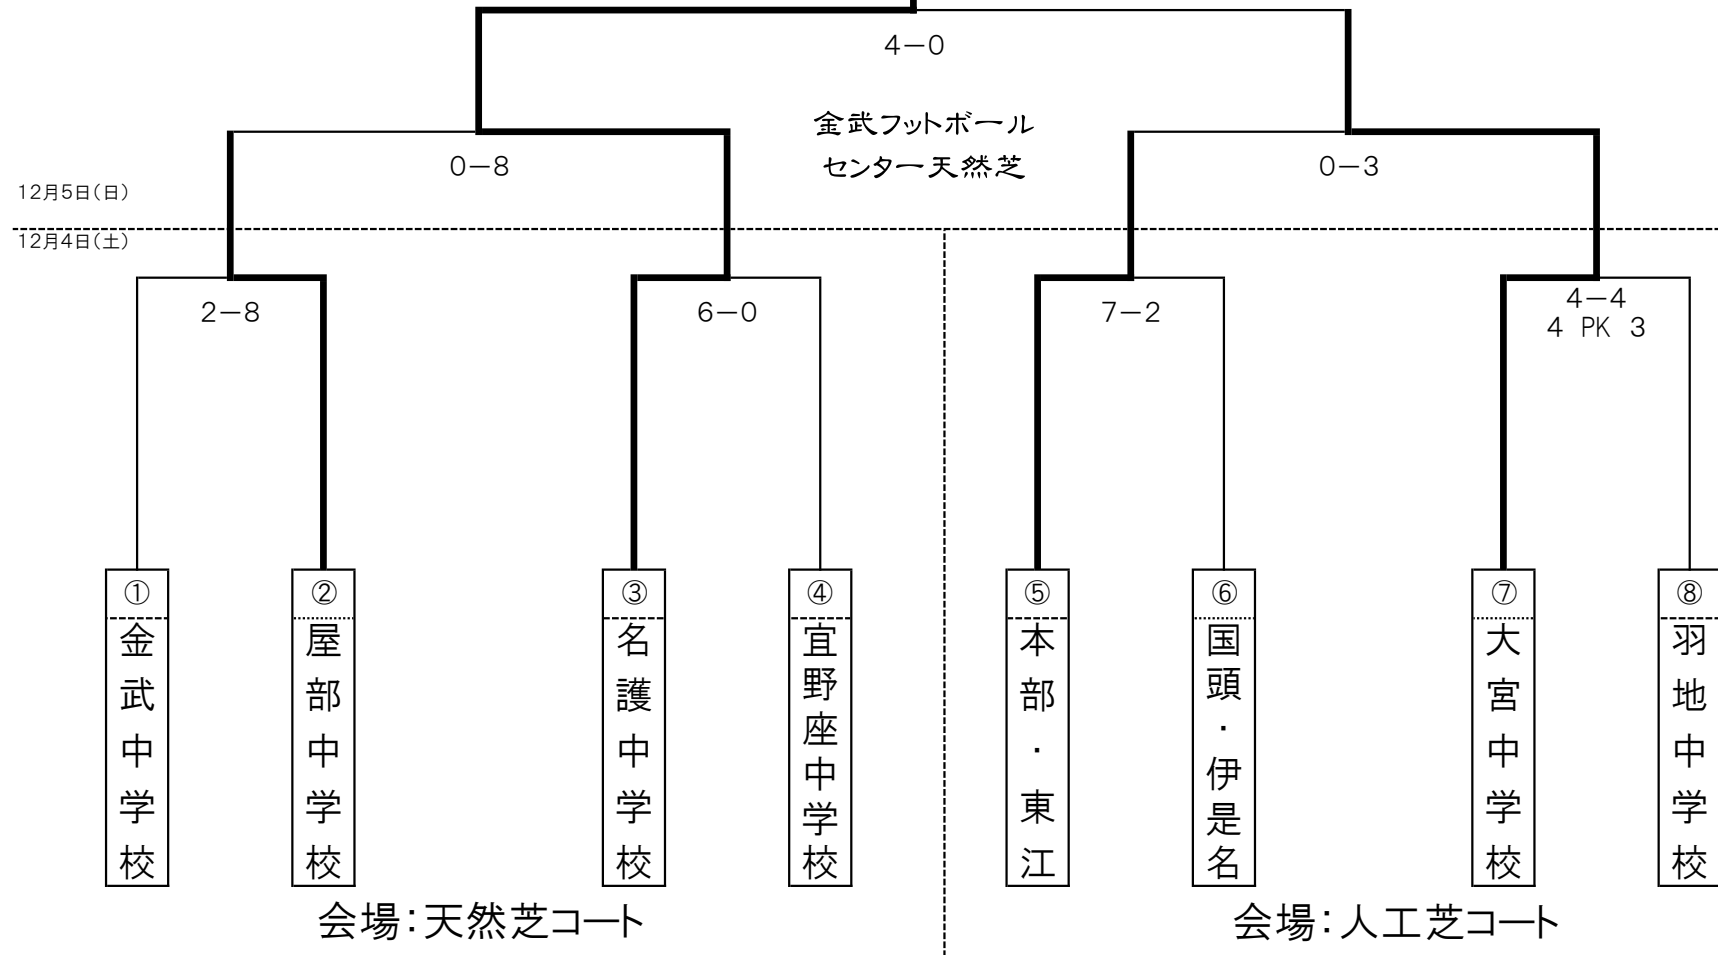 4－0
金武フットボール
センター天然芝
0－8
0－3
12月5日(日)
12月4日(土)
2－8
6－0
7－2
4－4
4 PK 3
①
金武中学校
②
屋部中学校
③
名護中学校
④
宜野座中学校
⑤
本部・東江
⑥
国頭・伊是名
⑦
大宮中学校
⑧
羽地中学校
会場：天然芝コート
会場：人工芝コート